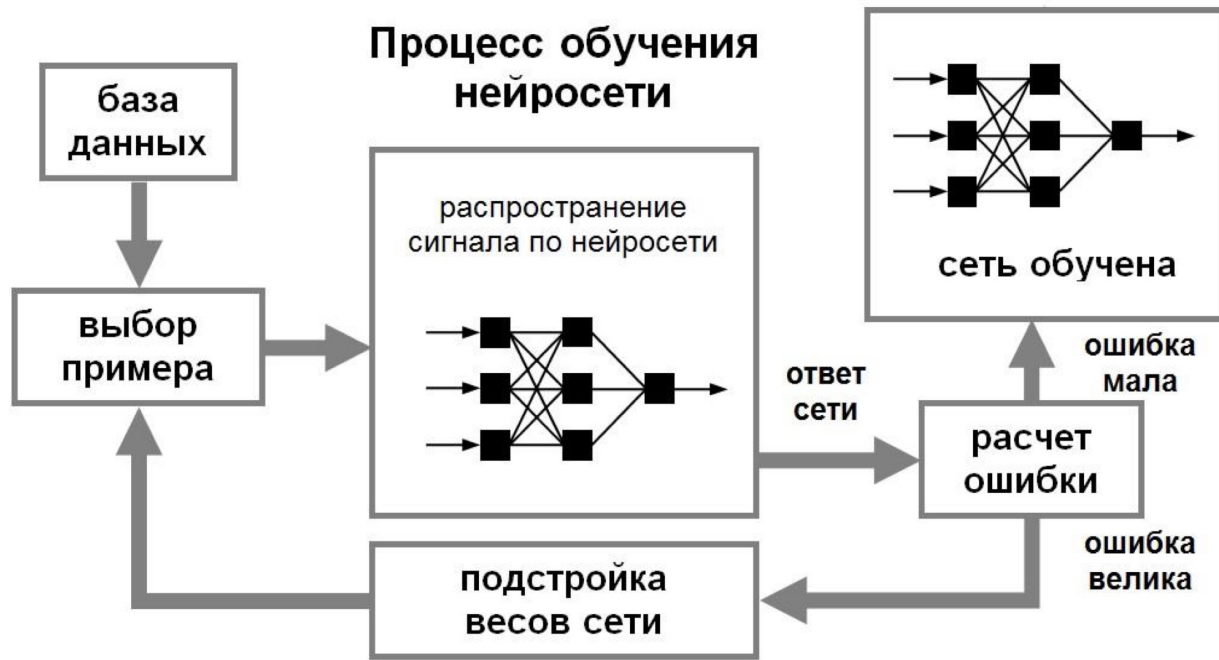 Процесс обучения
нейросети
база
данных
выбор
примера
распространение
сигнала по нейросети
ответ
сети
расчет
ошибки
ошибка
мала
сеть обучена
ошибка
велика
подстройка
весов сети